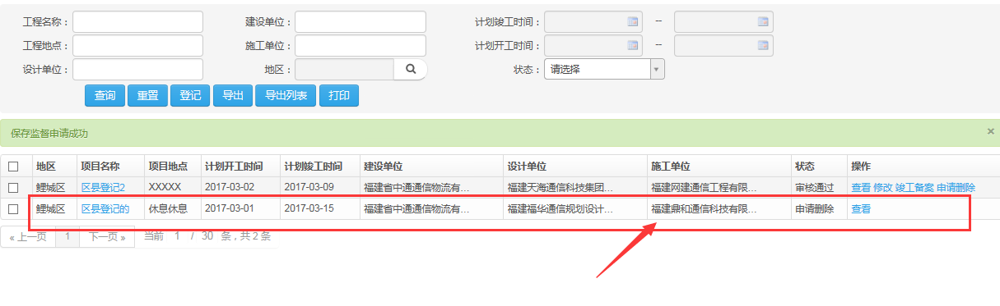 工程名称： 建设单位： 计划竣工时间： --
工程地点： 施工单位： 计划开工时间： --
设计单位： 地区： 状态： 请选择
查询 重置 登记 导出 导出列表 打印
保存监督申请成功 ×
地区 项目名称 项目地点 计划开工时间 计划竣工时间 建设单位 设计单位 施工单位 状态 操作
鲤城区 区县登记2 XXXXX 2017-03-02 2017-03-09 福建省中通通信物流有... 福建天海通信科技集团... 福建网建通信工程有限... 审核通过 查看 修改 竣工备案 申请删除
鲤城区 区县登记的 休息休息 2017-03-01 2017-03-15 福建省中通通信物流有... 福建福华通信规划设计... 福建鼎和通信科技有限... 申请删除 查看
« 上一页 1 下一页 » 当前 1 / 30 条，共 2 条